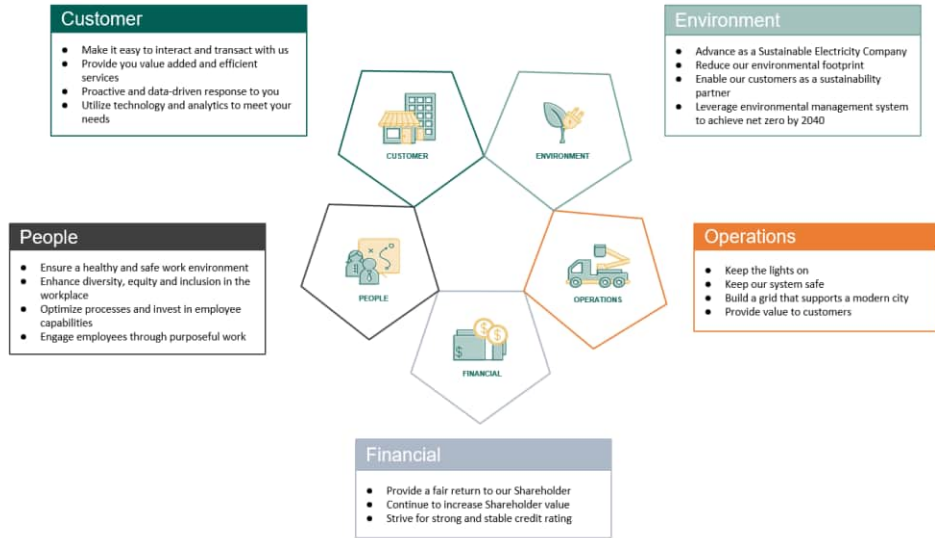 Customer
● Make it easy to interact and transact with us
● Provide you value added and efficient
services
● Proactive and data-driven response to you
● Utilize technology and analytics to meet your
needs
Environment
● Advance as a Sustainable Electricity Company
● Reduce our environmental footprint
● Enable our customers as a sustainability
partner
● Leverage environmental management system
to achieve net zero by 2040
CUSTOMER
ENVIRONMENT
People
● Ensure a healthy and safe work environment
● Enhance diversity, equity and inclusion in the
workplace
● Optimize processes and invest in employee
capabilities
● Engage employees through purposeful work
PEOPLE
OPERATIONS
Operations
● Keep the lights on
● Keep our system safe
● Build a grid that supports a modern city
● Provide value to customers
$ $
$
FINANCIAL
Financial
● Provide a fair return to our Shareholder
● Continue to increase Shareholder value
● Strive for strong and stable credit rating